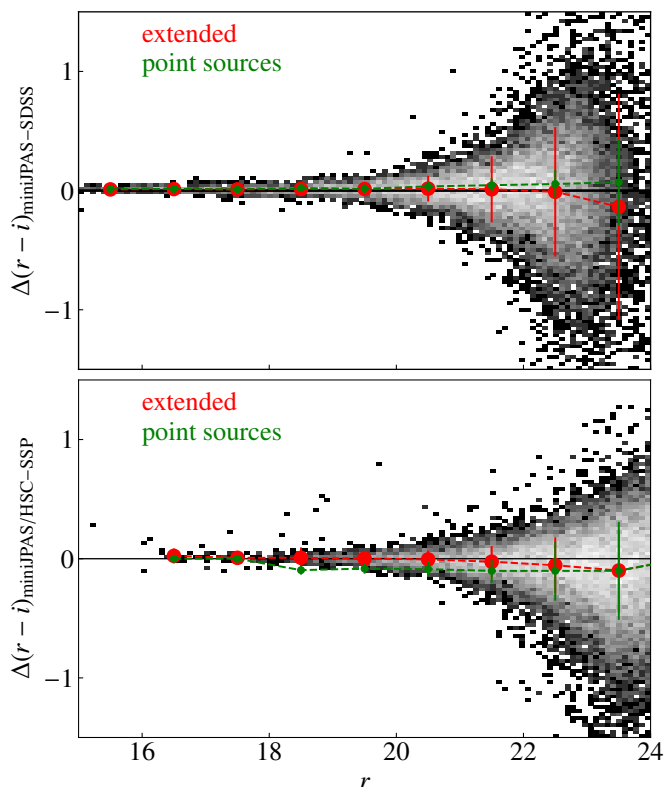 extended
point sources
1
0
−1
Δ(r − i)miniJPAS−SDSS
extended
point sources
1
0
−1
Δ(r − i)miniJPAS/HSC−SSP
16 18 20 22 24
r